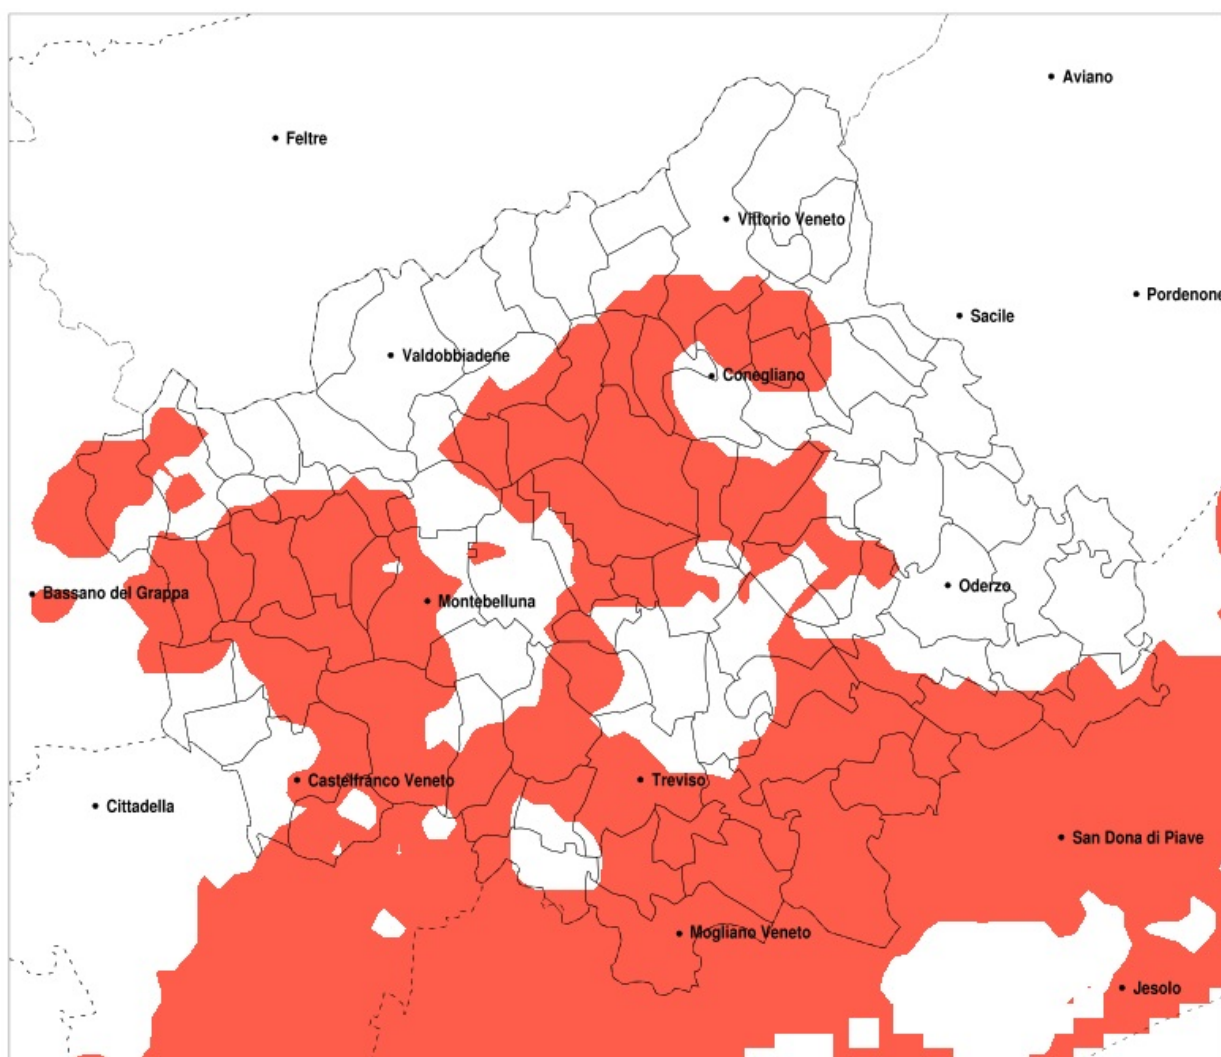 Aviano
Feltre
Vittorio Veneto
Pordenone
Sacile
Valdobbiadene
Conegliano
Bassano del Grappa
Oderzo
Montebelluna
Castelfranco Veneto
Treviso
Cittadella
San Dona di Piave
Mogliano Veneto
Jesolo